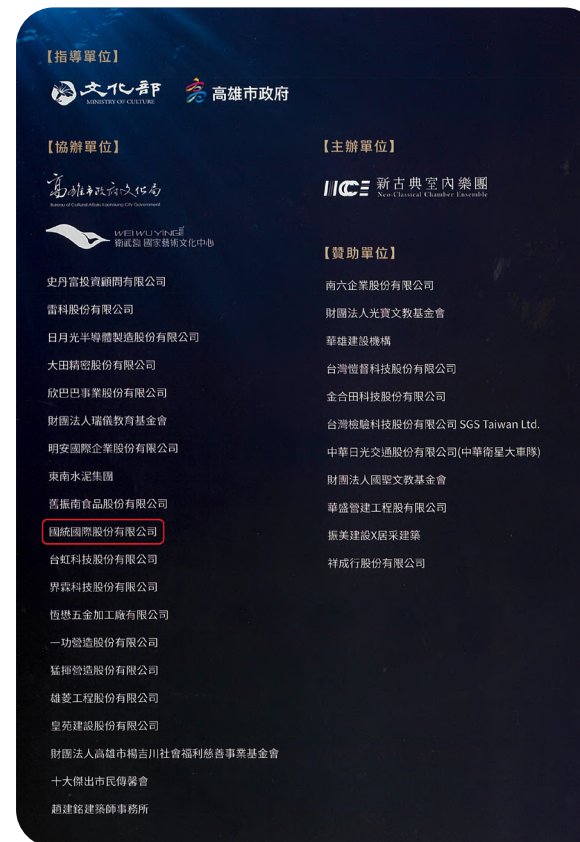 【指導單位】
文化部
MINISTRY OF CULTURE
高雄市政府
【協辦單位】
高雄市政府文化局
Bureau of Cultural Affairs Kaohsiung City Government
WEIWUYING
衛武營 國家藝術文化中心
史丹富投資顧問有限公司
雷科股份有限公司
日月光半導體製造股份有限公司
大田精密股份有限公司
欣巴巴事業股份有限公司
財團法人瑞儀教育基金會
明安國際企業股份有限公司
東南水泥集團
舊振南食品股份有限公司
國統國際股份有限公司
台虹科技股份有限公司
界霖科技股份有限公司
恆懋五金加工廠有限公司
一功營造股份有限公司
猛揮營造股份有限公司
雄菱工程股份有限公司
皇苑建設股份有限公司
財團法人高雄市楊吉川社會福利慈善事業基金會
十大傑出市民傳馨會
趙建銘建築師事務所
【主辦單位】
NCCE 新古典室內樂團
Neo-Classical Chamber Ensemble
【贊助單位】
南六企業股份有限公司
財團法人光寶文教基金會
華雄建設機構
台灣愷督科技股份有限公司
金合田科技股份有限公司
台灣檢驗科技股份有限公司 SGS Taiwan Ltd.
中華日光交通股份有限公司(中華衛星大車隊)
財團法人國聖文教基金會
華盛營建工程股有限公司
振美建設X居采建築
祥成行股份有限公司